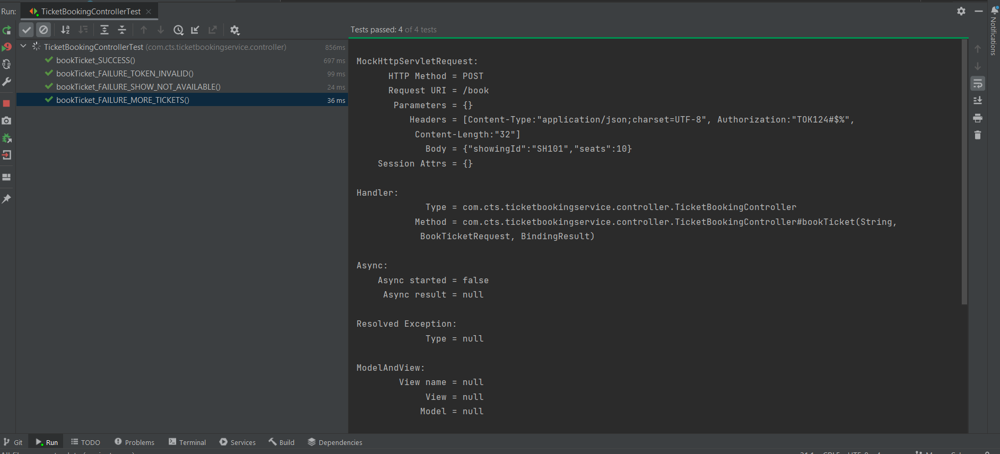 Run: TicketBookingControllerTest
Tests passed: 4 of 4 tests
TicketBookingControllerTest (com.cts.ticketbookingservice.controller) 856ms
bookTicket_SUCCESS() 697 ms
bookTicket_FAILURE_TOKEN_INVALID() 99 ms
bookTicket_FAILURE_SHOW_NOT_AVAILABLE() 24 ms
bookTicket_FAILURE_MORE_TICKETS() 36 ms
MockHttpServletRequest:
HTTP Method = POST
Request URI = /book
Parameters = {}
Headers = [Content-Type:"application/json;charset=UTF-8", Authorization:"TOK124#$%",
Content-Length:"32"]
Body = {"showingId":"SH101","seats":10}
Session Attrs = {}
Handler:
Type = com.cts.ticketbookingservice.controller.TicketBookingController
Method = com.cts.ticketbookingservice.controller.TicketBookingController#bookTicket(String,
BookTicketRequest, BindingResult)
Async:
Async started = false
Async result = null
Resolved Exception:
Type = null
ModelAndView:
View name = null
View = null
Model = null
Notifications
Git Run TODO Problems Terminal Services Build Dependencies